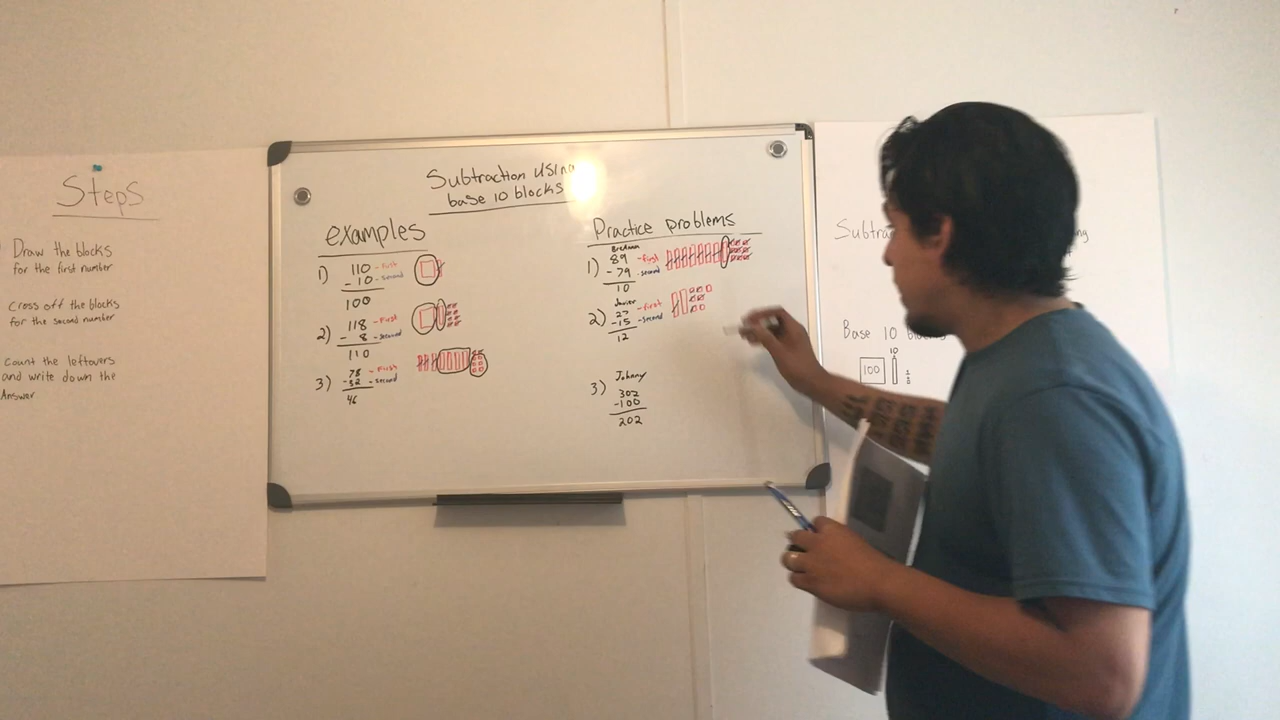 Steps
Draw the blocks
for the first number
Cross off the blocks
for the second number
Count the leftovers
and write down the
Answer
Subtraction Using
base 10 blocks
examples
1) 110 - First
- 10 - second
100
2) 118 - First
- 8 - second
110
3) 78 - First
- 32 - second
46
Practice problems
BreAnna
1) 89 - first
- 79 - second
10
Javier
2) 27 - first
- 15 - second
12
Johnny
3) 302
- 100
202
Base 10
10
100